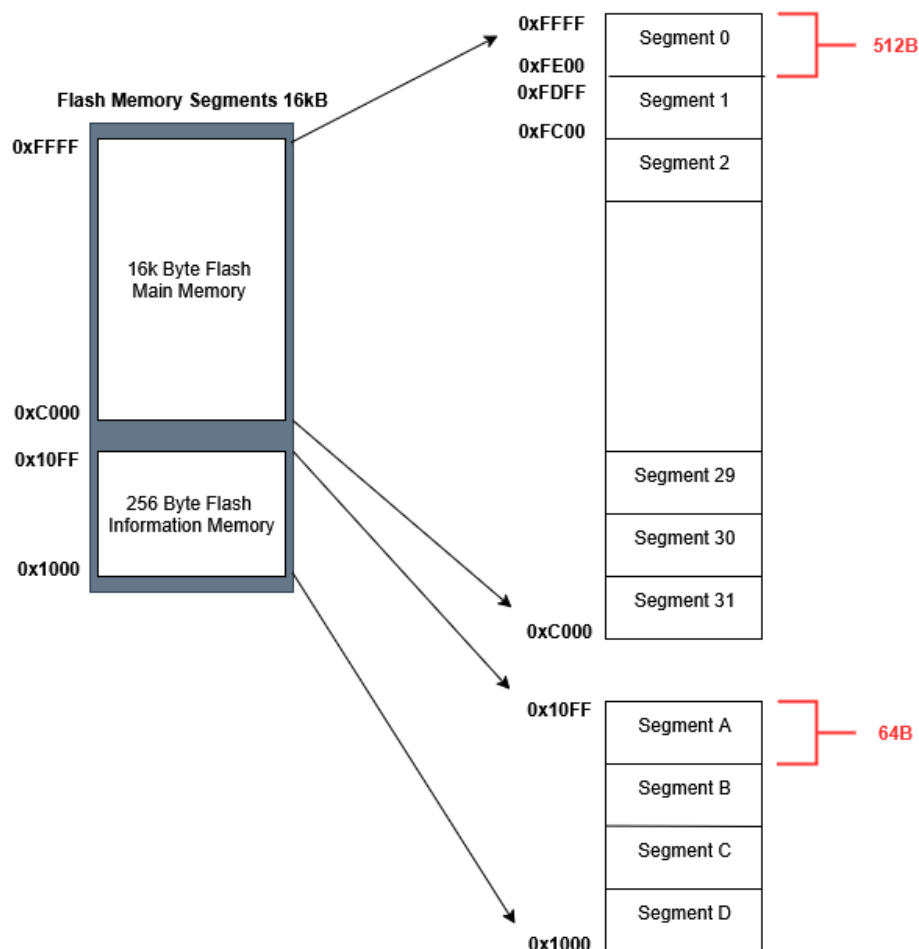 Flash Memory Segments 16kB
0xFFFF
16k Byte Flash
Main Memory
0xC000
0x10FF
256 Byte Flash
Information Memory
0x1000
0xFFFF
Segment 0
512B
0xFE00
0xFDFF
Segment 1
0xFC00
Segment 2
Segment 29
Segment 30
Segment 31
0xC000
0x10FF
Segment A
64B
Segment B
Segment C
Segment D
0x1000